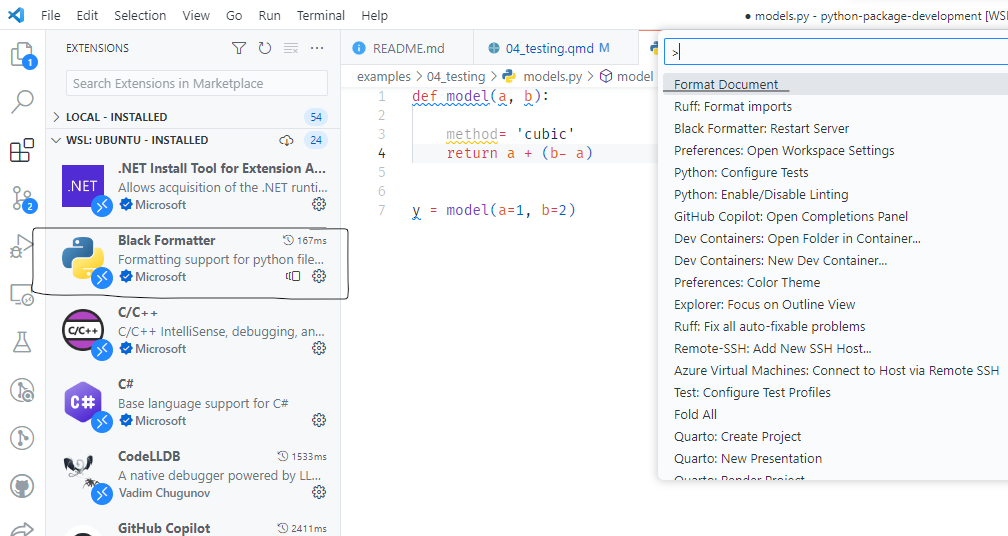 File Edit Selection View Go Run Terminal Help
● models.py - python-package-development [WSL
EXTENSIONS
Search Extensions in Marketplace
LOCAL - INSTALLED 54
WSL: UBUNTU - INSTALLED 24
.NET
.NET Install Tool for Extension A...
Allows acquisition of the .NET runti...
Microsoft
Black Formatter 167ms
Formatting support for python file...
Microsoft
C/C++
C/C++
C/C++ IntelliSense, debugging, an...
Microsoft
C#
C#
Base language support for C#
Microsoft
CodeLLDB 1533ms
A native debugger powered by LL...
Vadim Chugunov
GitHub Copilot 2411ms
1
2
README.md
04_testing.qmd M
examples > 04_testing > models.py > model
1 def model(a, b):
2
3 method= 'cubic'
4 return a + (b- a)
5
6
7 y = model(a=1, b=2)
>
Format Document
Ruff: Format imports
Black Formatter: Restart Server
Preferences: Open Workspace Settings
Python: Configure Tests
Python: Enable/Disable Linting
GitHub Copilot: Open Completions Panel
Dev Containers: Open Folder in Container...
Dev Containers: New Dev Container...
Preferences: Color Theme
Explorer: Focus on Outline View
Ruff: Fix all auto-fixable problems
Remote-SSH: Add New SSH Host...
Azure Virtual Machines: Connect to Host via Remote SSH
Test: Configure Test Profiles
Fold All
Quarto: Create Project
Quarto: New Presentation
Quarto: Render Project